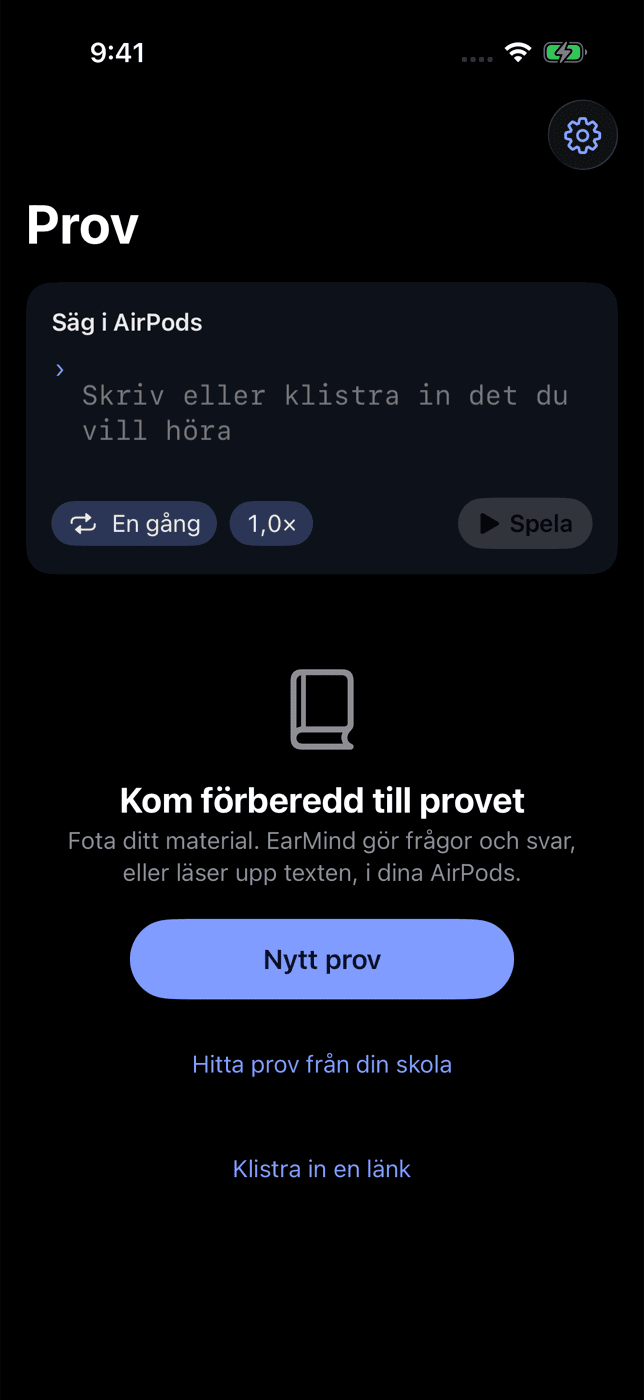 9:41
Prov
Säg i AirPods
›
Skriv eller klistra in det du
vill höra
En gång
1,0×
Spela
Kom förberedd till provet
Fota ditt material. EarMind gör frågor och svar,
eller läser upp texten, i dina AirPods.
Nytt prov
Hitta prov från din skola
Klistra in en länk